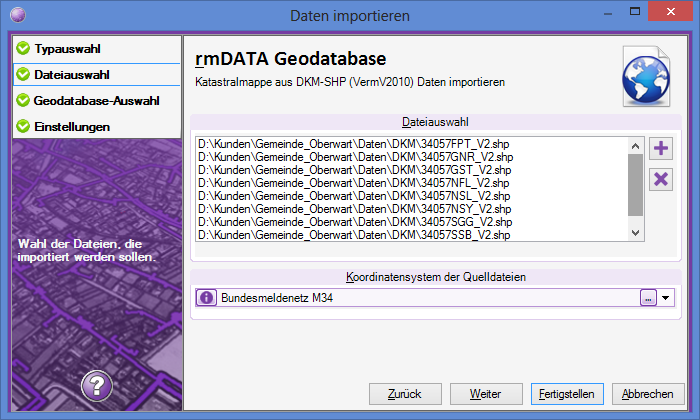 Daten importieren
Typauswahl
Dateiauswahl
Geodatabase-Auswahl
Einstellungen
Wahl der Dateien, die
importiert werden sollen.
?
rmDATA Geodatabase
Katastralmappe aus DKM-SHP (VermV2010) Daten importieren
Dateiauswahl
D:\Kunden\Gemeinde_Oberwart\Daten\DKM\34057FPT_V2.shp
D:\Kunden\Gemeinde_Oberwart\Daten\DKM\34057GNR_V2.shp
D:\Kunden\Gemeinde_Oberwart\Daten\DKM\34057GST_V2.shp
D:\Kunden\Gemeinde_Oberwart\Daten\DKM\34057NFL_V2.shp
D:\Kunden\Gemeinde_Oberwart\Daten\DKM\34057NSL_V2.shp
D:\Kunden\Gemeinde_Oberwart\Daten\DKM\34057NSY_V2.shp
D:\Kunden\Gemeinde_Oberwart\Daten\DKM\34057SGG_V2.shp
D:\Kunden\Gemeinde_Oberwart\Daten\DKM\34057SSB_V2.shp
Koordinatensystem der Quelldateien
Bundesmeldenetz M34 ...
Zurück Weiter Fertigstellen Abbrechen